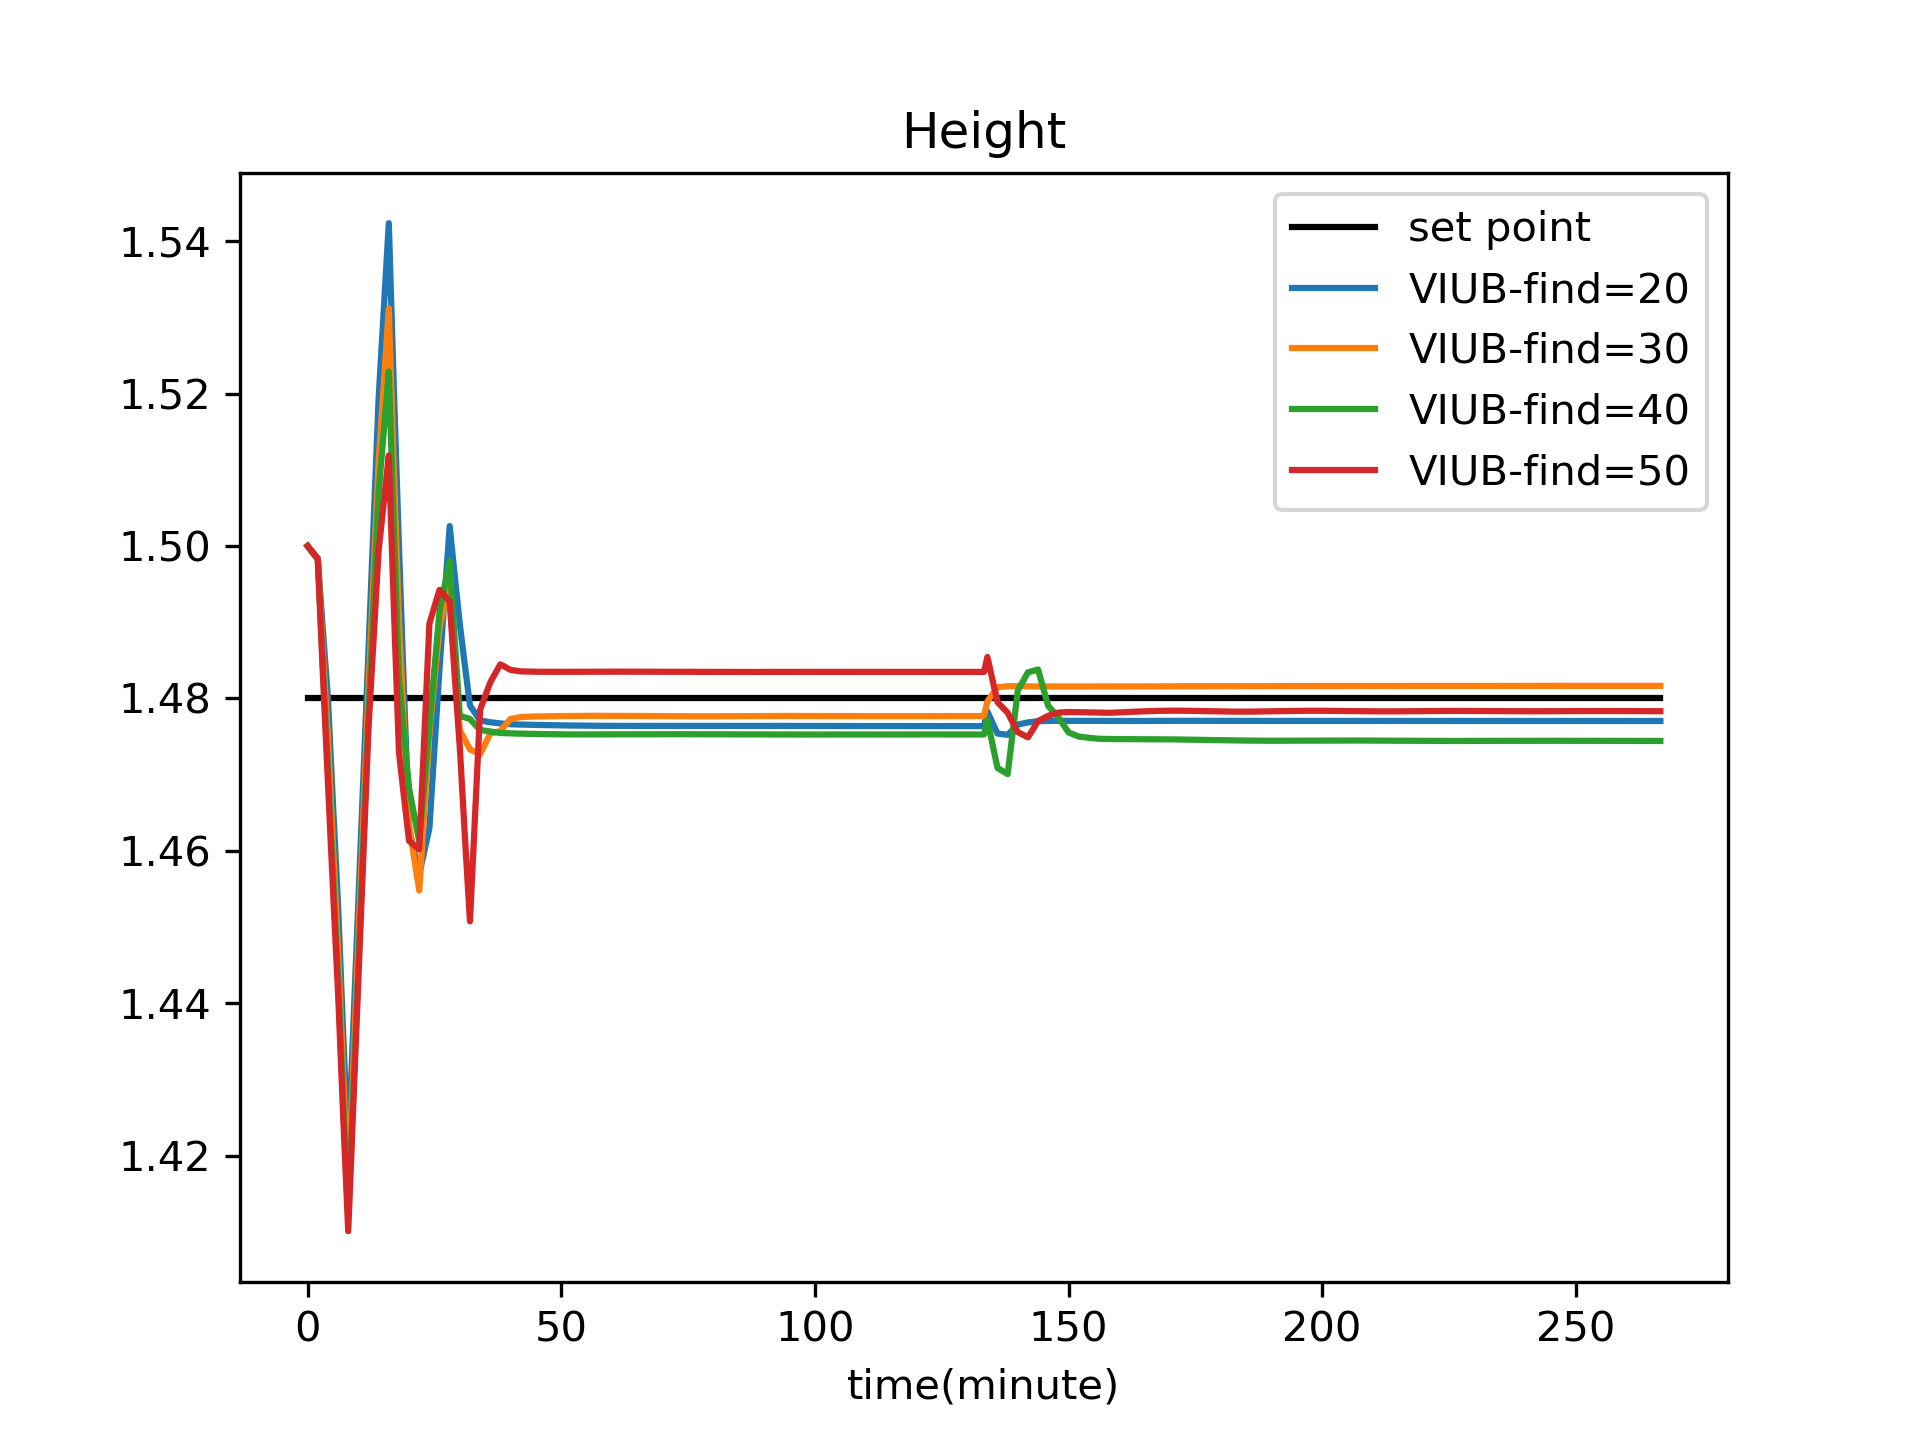 Height
1.54
1.52
1.50
1.48
1.46
1.44
1.42
set point
VIUB-find=20
VIUB-find=30
VIUB-find=40
VIUB-find=50
0 50 100 150 200 250
time(minute)